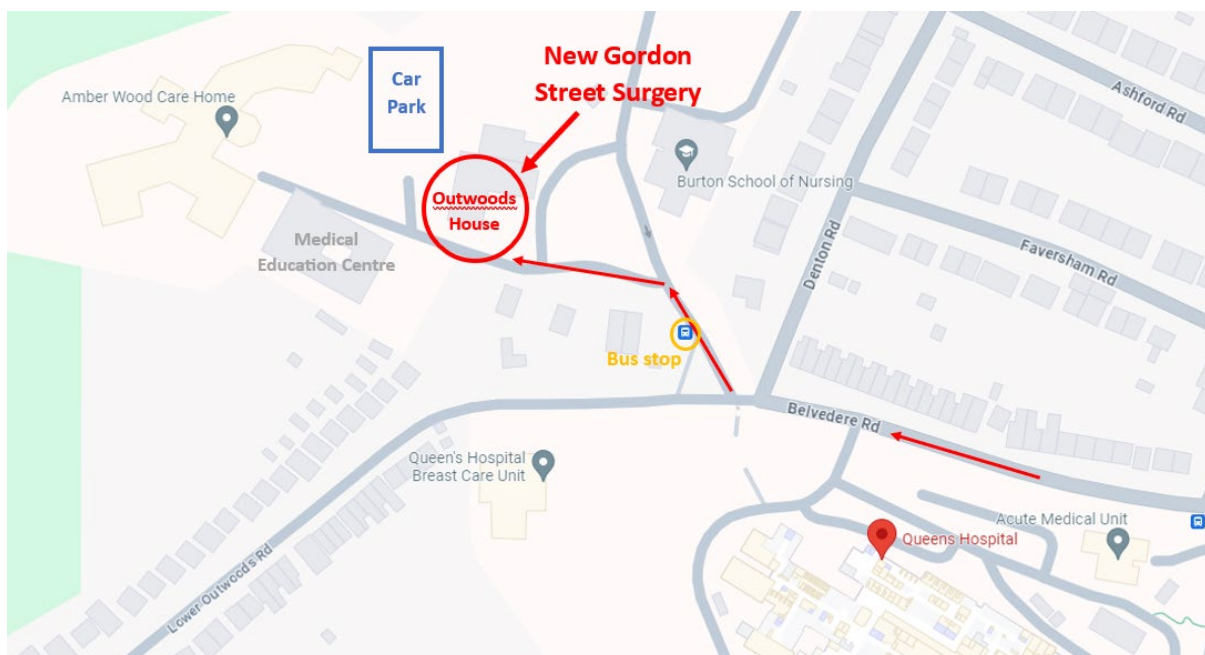 New Gordon
Street Surgery
Car
Park
Amber Wood Care Home
Ashford Rd
Burton School of Nursing
Outwoods
House
Medical
Education Centre
Denton Rd
Faversham Rd
Bus stop
Belvedere Rd
Queen's Hospital
Breast Care Unit
Acute Medical Unit
Queens Hospital
Lower Outwoods Rd